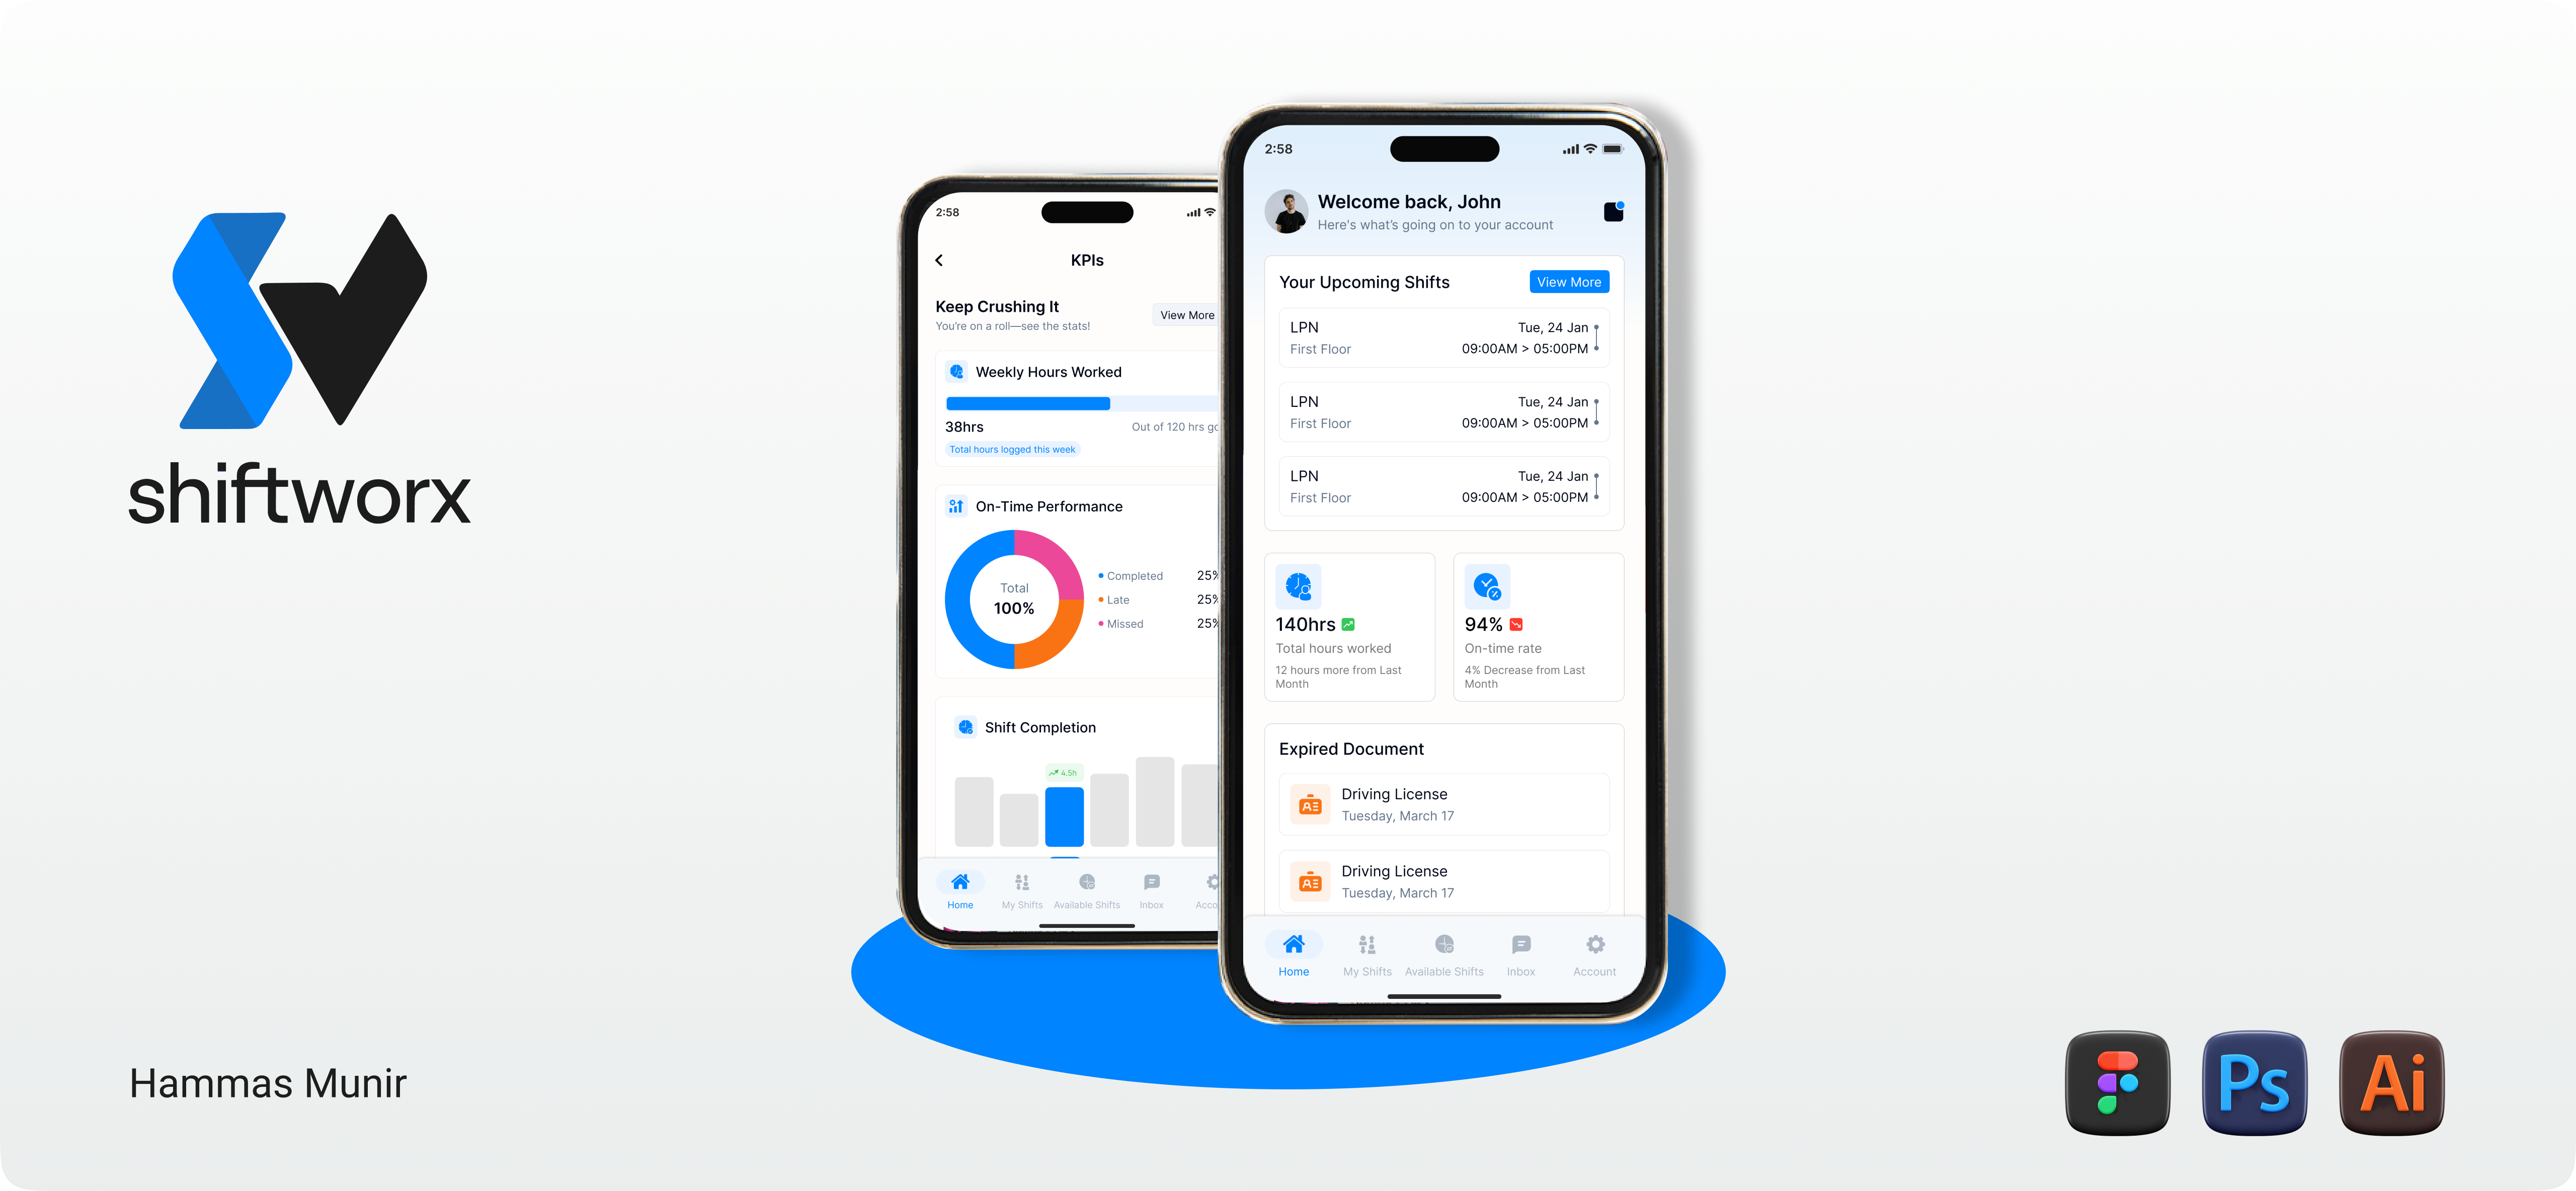 shiftworx
Hammas Munir
2:58
KPIs
Keep Crushing It
You're on a roll—see the stats!
View More
Weekly Hours Worked
38hrs
Out of 120 hrs
Total hours logged this week
On-Time Performance
Total
100%
Completed 25%
Late 25%
Missed 25%
Shift Completion
4.5h
Home
My Shifts
Available Shifts
Inbox
2:58
Welcome back, John
Here's what's going on to your account
Your Upcoming Shifts
View More
LPN
Tue, 24 Jan
First Floor
09:00AM > 05:00PM
LPN
Tue, 24 Jan
First Floor
09:00AM > 05:00PM
LPN
Tue, 24 Jan
First Floor
09:00AM > 05:00PM
140hrs
Total hours worked
12 hours more from Last
Month
94%
On-time rate
4% Decrease from Last
Month
Expired Document
Driving License
Tuesday, March 17
Driving License
Tuesday, March 17
Home
My Shifts
Available Shifts
Inbox
Account
Ps
Ai